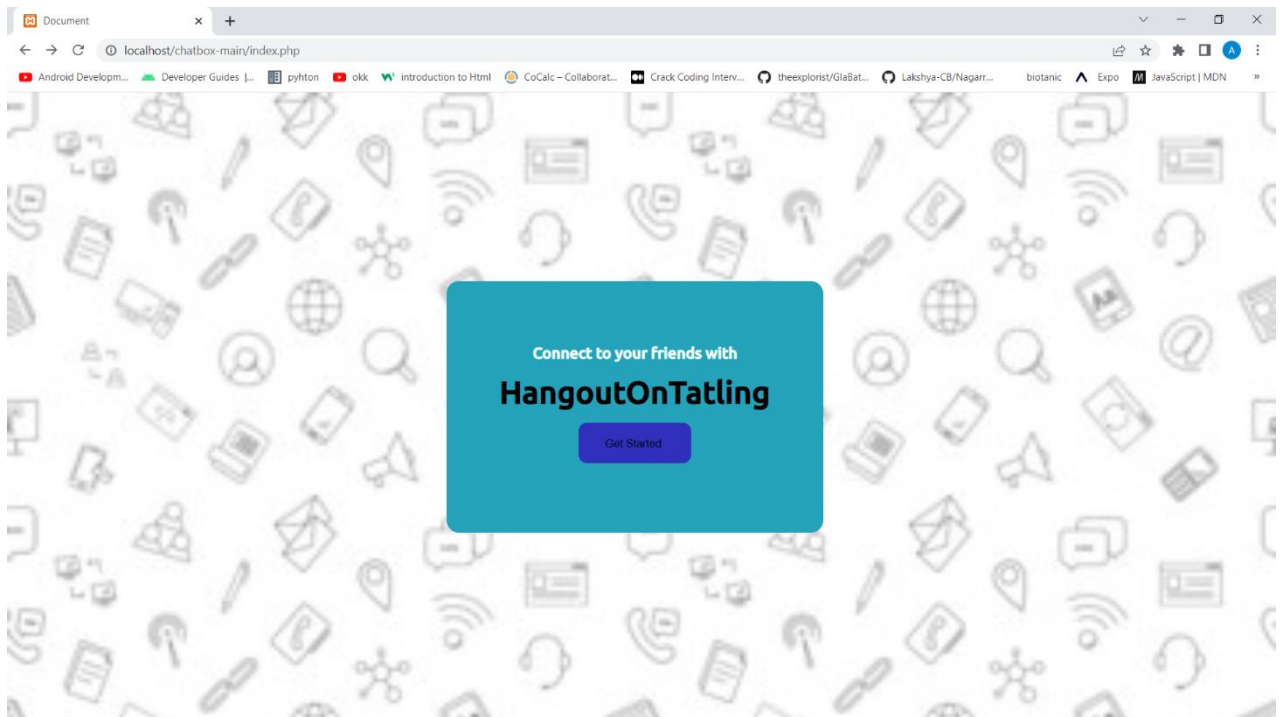 Document
localhost/chatbox-main/index.php
A
Android Developm... Developer Guides |... pyhton okk introduction to Html CoCalc – Collaborat... Crack Coding Interv... theexplorist/GlaBat... Lakshya-CB/Nagarr... biotanic Expo JavaScript | MDN »
Connect to your friends with
HangoutOnTatling
Get Started